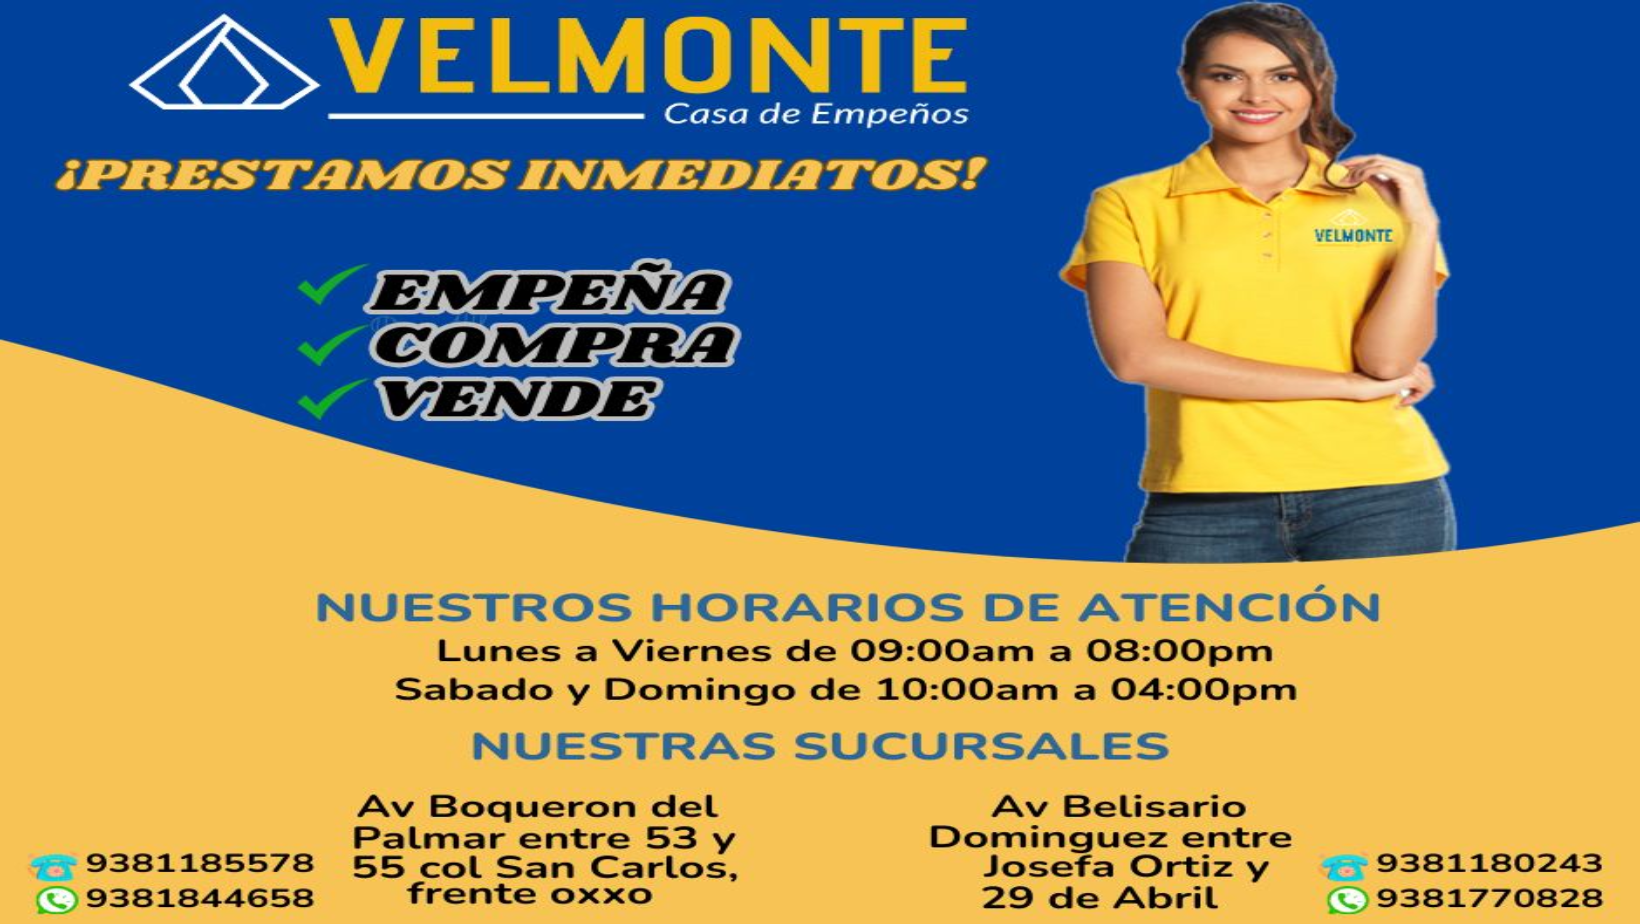 VELMONTE
Casa de Empeños
¡PRESTAMOS INMEDIATOS!
VELMONTE
EMPEÑA
COMPRA
VENDE
NUESTROS HORARIOS DE ATENCIÓN
Lunes a Viernes de 09:00am a 08:00pm
Sabado y Domingo de 10:00am a 04:00pm
NUESTRAS SUCURSALES
Av Boqueron del
Palmar entre 53 y
55 col San Carlos,
frente oxxo
9381185578
9381844658
Av Belisario
Dominguez entre
Josefa Ortiz y
29 de Abril
9381180243
9381770828